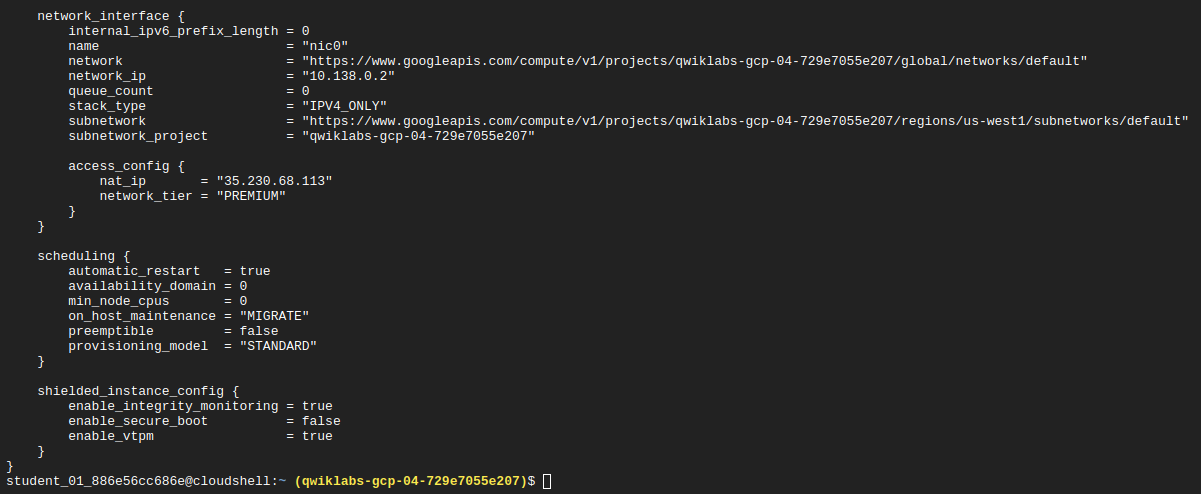 network_interface {
internal_ipv6_prefix_length = 0
name = "nic0"
network = "https://www.googleapis.com/compute/v1/projects/qwiklabs-gcp-04-729e7055e207/global/networks/default"
network_ip = "10.138.0.2"
queue_count = 0
stack_type = "IPV4_ONLY"
subnetwork = "https://www.googleapis.com/compute/v1/projects/qwiklabs-gcp-04-729e7055e207/regions/us-west1/subnetworks/default"
subnetwork_project = "qwiklabs-gcp-04-729e7055e207"
access_config {
nat_ip = "35.230.68.113"
network_tier = "PREMIUM"
}
}
scheduling {
automatic_restart = true
availability_domain = 0
min_node_cpus = 0
on_host_maintenance = "MIGRATE"
preemptible = false
provisioning_model = "STANDARD"
}
shielded_instance_config {
enable_integrity_monitoring = true
enable_secure_boot = false
enable_vtpm = true
}
}
student_01_886e56cc686e@cloudshell:~ (qwiklabs-gcp-04-729e7055e207)$